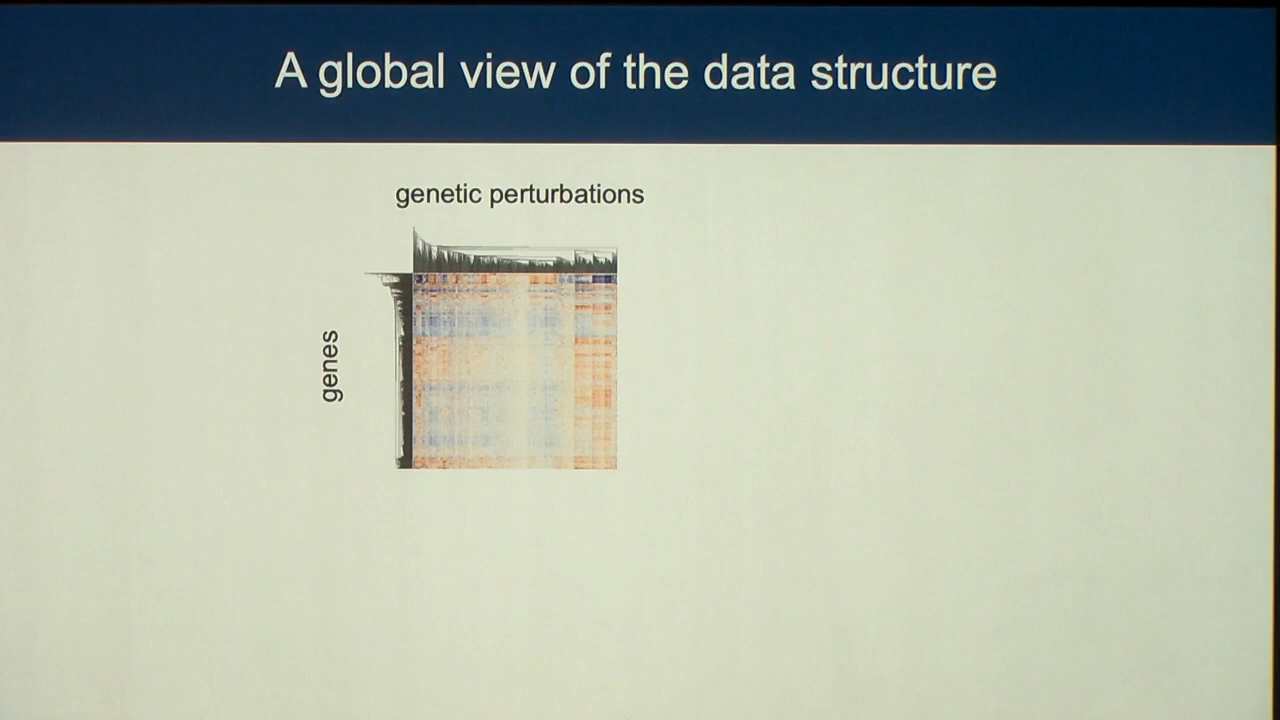 A global view of the data structure
genetic perturbations
genes